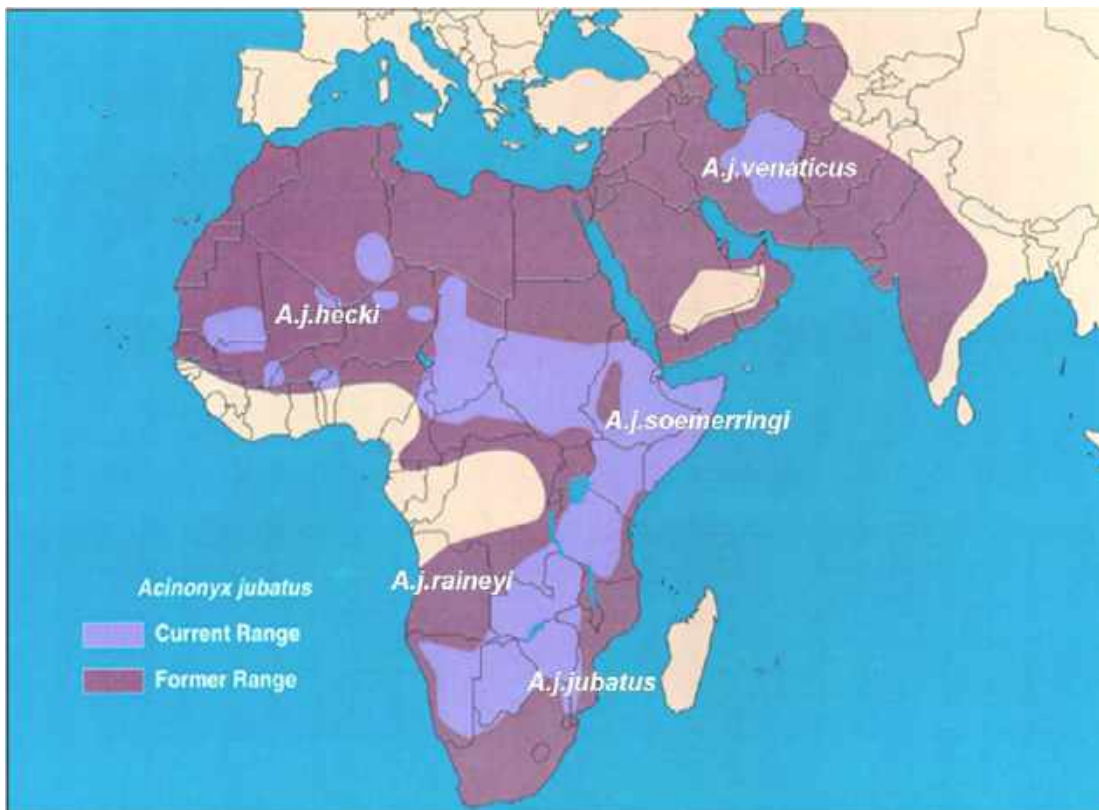 A.j.venaticus
A.j.hecki
A.j.soemerringi
A.j.raineyi
A.j.jubatus
Acinonyx jubatus
Current Range
Former Range